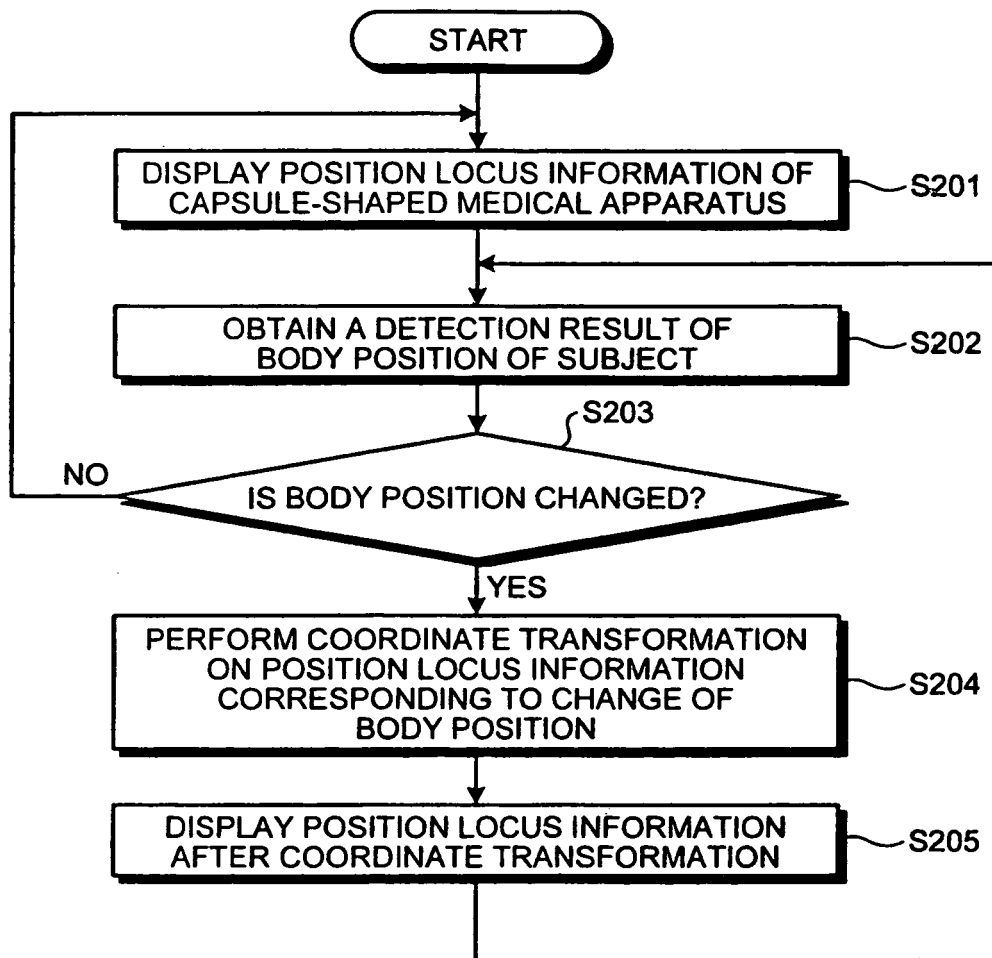 START
DISPLAY POSITION LOCUS INFORMATION OF
CAPSULE-SHAPED MEDICAL APPARATUS
S201
OBTAIN A DETECTION RESULT OF
BODY POSITION OF SUBJECT
S202
S203
NO
IS BODY POSITION CHANGED?
YES
PERFORM COORDINATE TRANSFORMATION
ON POSITION LOCUS INFORMATION
CORRESPONDING TO CHANGE OF
BODY POSITION
S204
DISPLAY POSITION LOCUS INFORMATION
AFTER COORDINATE TRANSFORMATION
S205